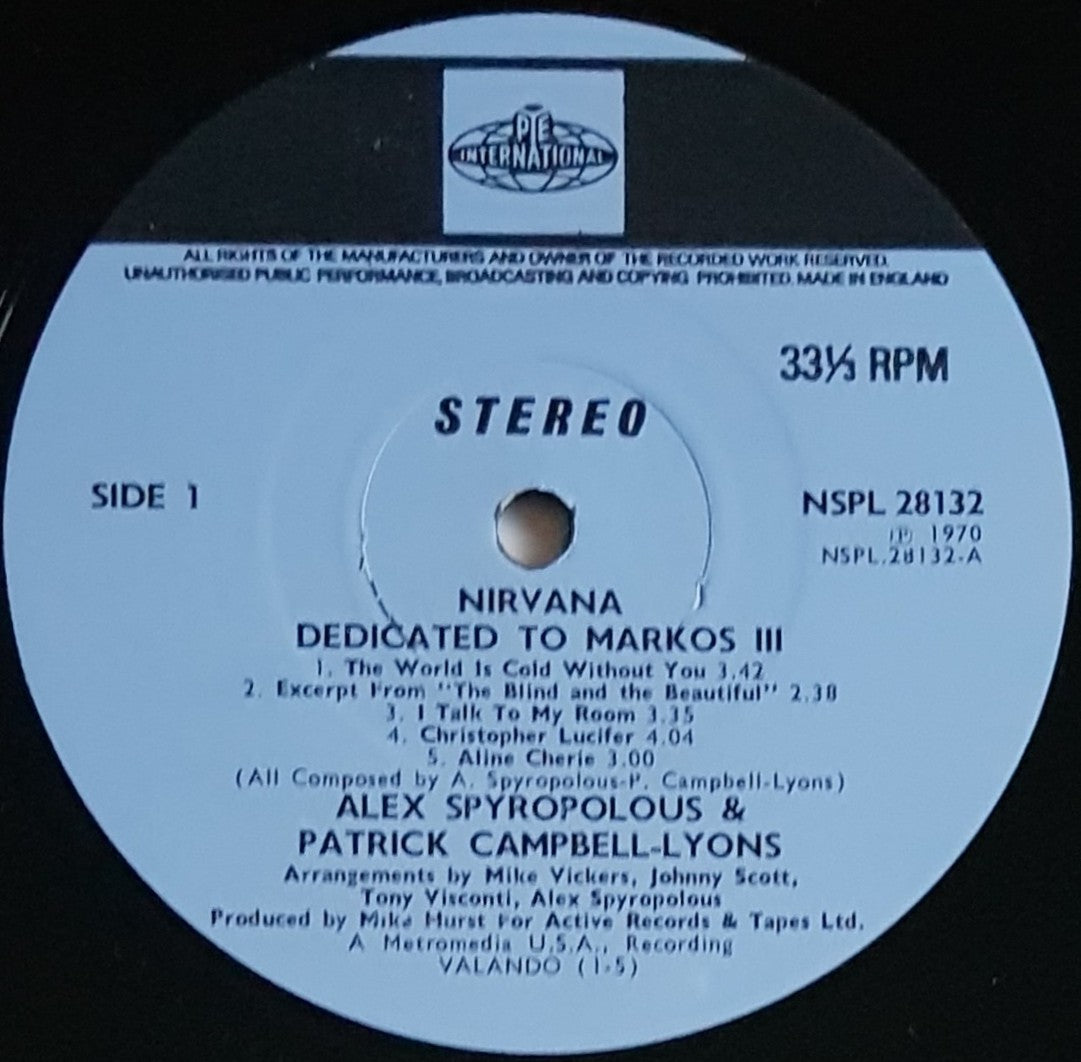 PYE
INTERNATIONAL
ALL RIGHTS OF THE MANUFACTURERS AND OWNER OF THE RECORDED WORK RESERVED.
UNAUTHORISED PUBLIC PERFORMANCE, BROADCASTING AND COPYING PROHIBITED. MADE IN ENGLAND
33⅓ RPM
STEREO
SIDE 1
NSPL 28132
Ⓟ 1970
NSPL.28132-A
NIRVANA
DEDICATED TO MARKOS III
1. The World Is Cold Without You 3.42
2. Excerpt From "The Blind and the Beautiful" 2.38
3. I Talk To My Room 3.35
4. Christopher Lucifer 4.04
5. Aline Cherie 3.00
(All Composed by A. Spyropolous-P. Campbell-Lyons)
ALEX SPYROPOLOUS &
PATRICK CAMPBELL-LYONS
Arrangements by Mike Vickers, Johnny Scott,
Tony Visconti, Alex Spyropolous
Produced by Mike Hurst For Active Records & Tapes Ltd.
A Metromedia U.S.A., Recording
VALANDO (1-5)